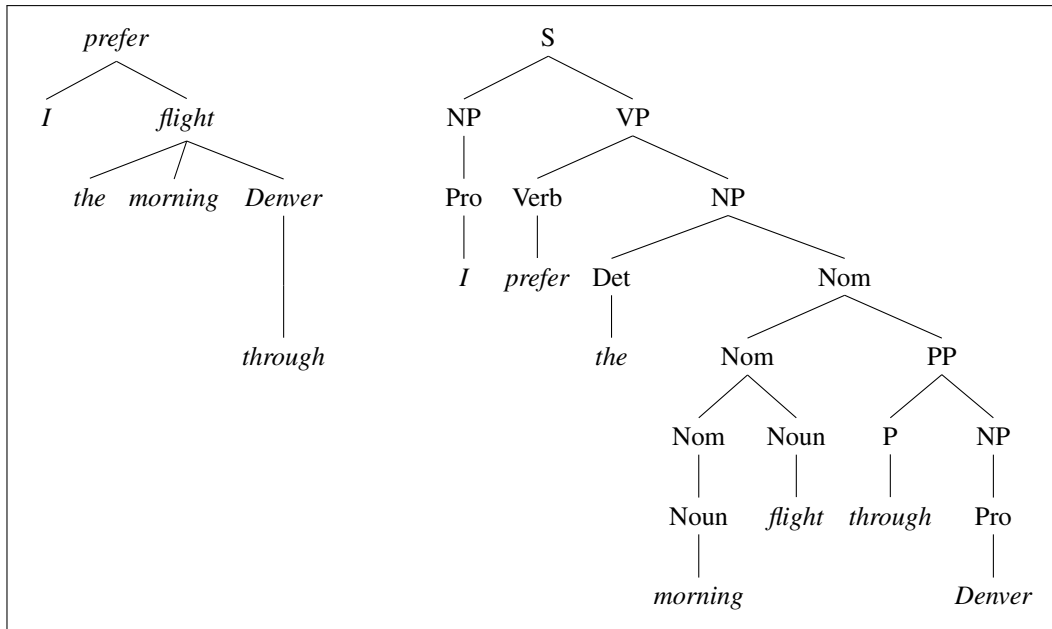 prefer S
I flight NP VP
the morning Denver Pro Verb NP
I prefer Det Nom
through the Nom PP
Nom Noun P NP
Noun flight through Pro
morning Denver